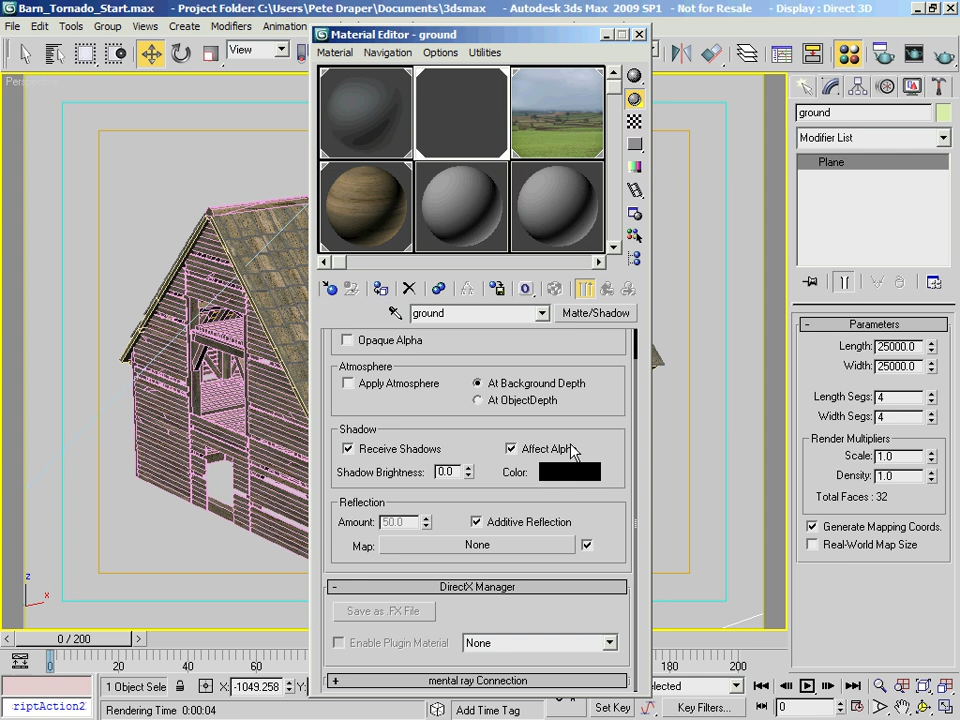 Barn_Tornado_Start.max - Project Folder: C:\Users\Pete Draper\Documents\3dsmax - Autodesk 3ds Max 2009 SP1 - Not for Resale - Display : Direct 3D
File Edit Tools Group Views Create Modifiers Animation
View
Material Editor - ground
Material Navigation Options Utilities
ground
Modifier List
Plane
ground Matte/Shadow
Opaque Alpha
Atmosphere
Apply Atmosphere At Background Depth
At ObjectDepth
Shadow
Receive Shadows Affect Alpha
Shadow Brightness: 0.0 Color:
Reflection
Amount: 50.0 Additive Reflection
Map: None
- DirectX Manager
Save as .FX File
Enable Plugin Material None
+ mental ray Connection
- Parameters
Length: 25000.0
Width: 25000.0
Length Segs: 4
Width Segs: 4
Render Multipliers
Scale: 1.0
Density: 1.0
Total Faces : 32
Generate Mapping Coords.
Real-World Map Size
z
x
< 0 / 200 >
0 20 40 60 180 200
1 Object Sele X: -1049.258 Y: elected
riptAction2 Rendering Time 0:00:04 Add Time Tag Set Key Key Filters... 0